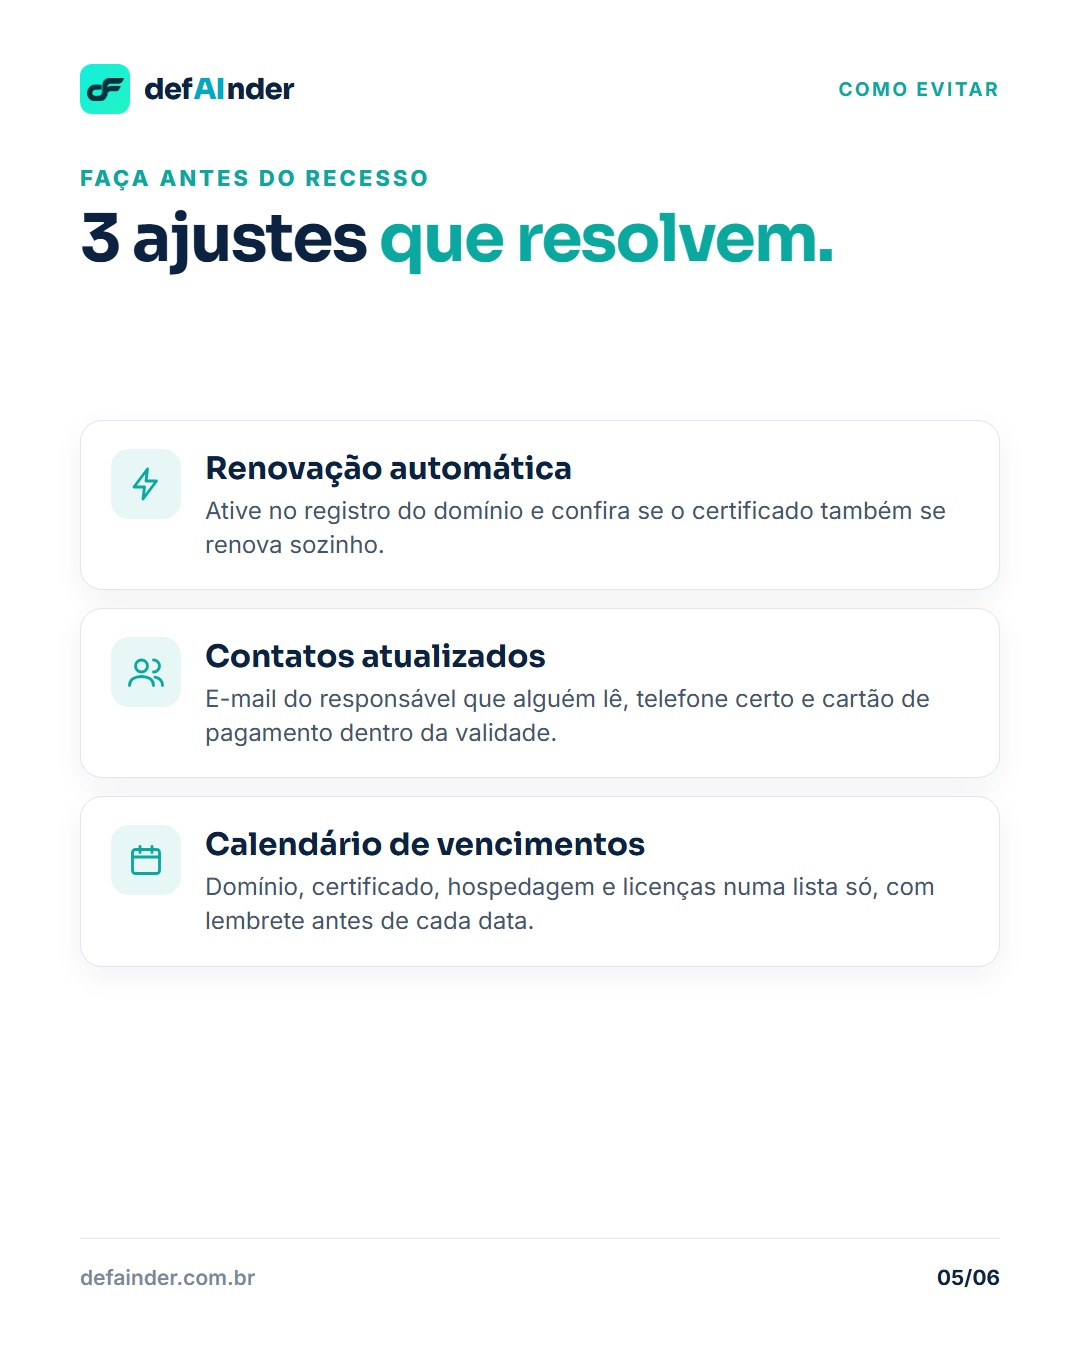 defAInder
COMO EVITAR
FAÇA ANTES DO RECESSO
3 ajustes que resolvem.
Renovação automática
Ative no registro do domínio e confira se o certificado também se
renova sozinho.
Contatos atualizados
E-mail do responsável que alguém lê, telefone certo e cartão de
pagamento dentro da validade.
Calendário de vencimentos
Domínio, certificado, hospedagem e licenças numa lista só, com
lembrete antes de cada data.
defainder.com.br
05/06